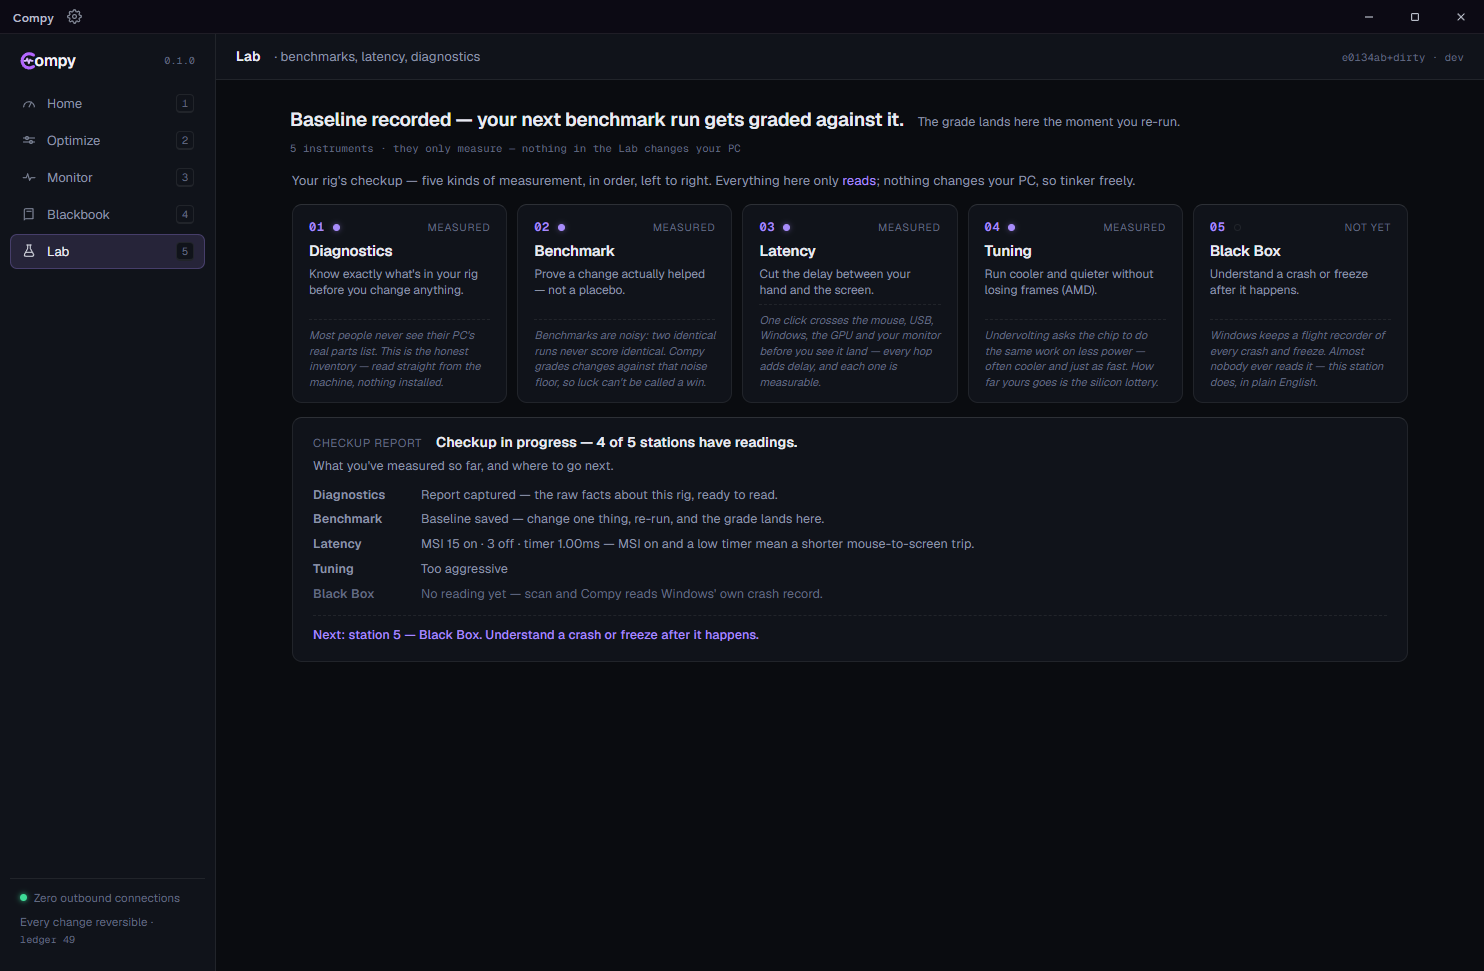 Compy
Compy 0.1.0
Home 1
Optimize 2
Monitor 3
Blackbook 4
Lab 5
Zero outbound connections
Every change reversible ·
ledger 49
Lab · benchmarks, latency, diagnostics
e0134ab+dirty · dev
Baseline recorded — your next benchmark run gets graded against it. The grade lands here the moment you re-run.
5 instruments · they only measure — nothing in the Lab changes your PC
Your rig's checkup — five kinds of measurement, in order, left to right. Everything here only reads; nothing changes your PC, so tinker freely.
01 MEASURED
Diagnostics
Know exactly what's in your rig
before you change anything.
Most people never see their PC's
real parts list. This is the honest
inventory — read straight from the
machine, nothing installed.
02 MEASURED
Benchmark
Prove a change actually helped
— not a placebo.
Benchmarks are noisy: two identical
runs never score identical. Compy
grades changes against that noise
floor, so luck can't be called a win.
03 MEASURED
Latency
Cut the delay between your
hand and the screen.
One click crosses the mouse, USB,
Windows, the GPU and your monitor
before you see it land — every hop
adds delay, and each one is
measurable.
04 MEASURED
Tuning
Run cooler and quieter without
losing frames (AMD).
Undervolting asks the chip to do
the same work on less power —
often cooler and just as fast. How
far yours goes is the silicon lottery.
05 NOT YET
Black Box
Understand a crash or freeze
after it happens.
Windows keeps a flight recorder of
every crash and freeze. Almost
nobody ever reads it — this station
does, in plain English.
CHECKUP REPORT Checkup in progress — 4 of 5 stations have readings.
What you've measured so far, and where to go next.
Diagnostics Report captured — the raw facts about this rig, ready to read.
Benchmark Baseline saved — change one thing, re-run, and the grade lands here.
Latency MSI 15 on · 3 off · timer 1.00ms — MSI on and a low timer mean a shorter mouse-to-screen trip.
Tuning Too aggressive
Black Box No reading yet — scan and Compy reads Windows' own crash record.
Next: station 5 — Black Box. Understand a crash or freeze after it happens.